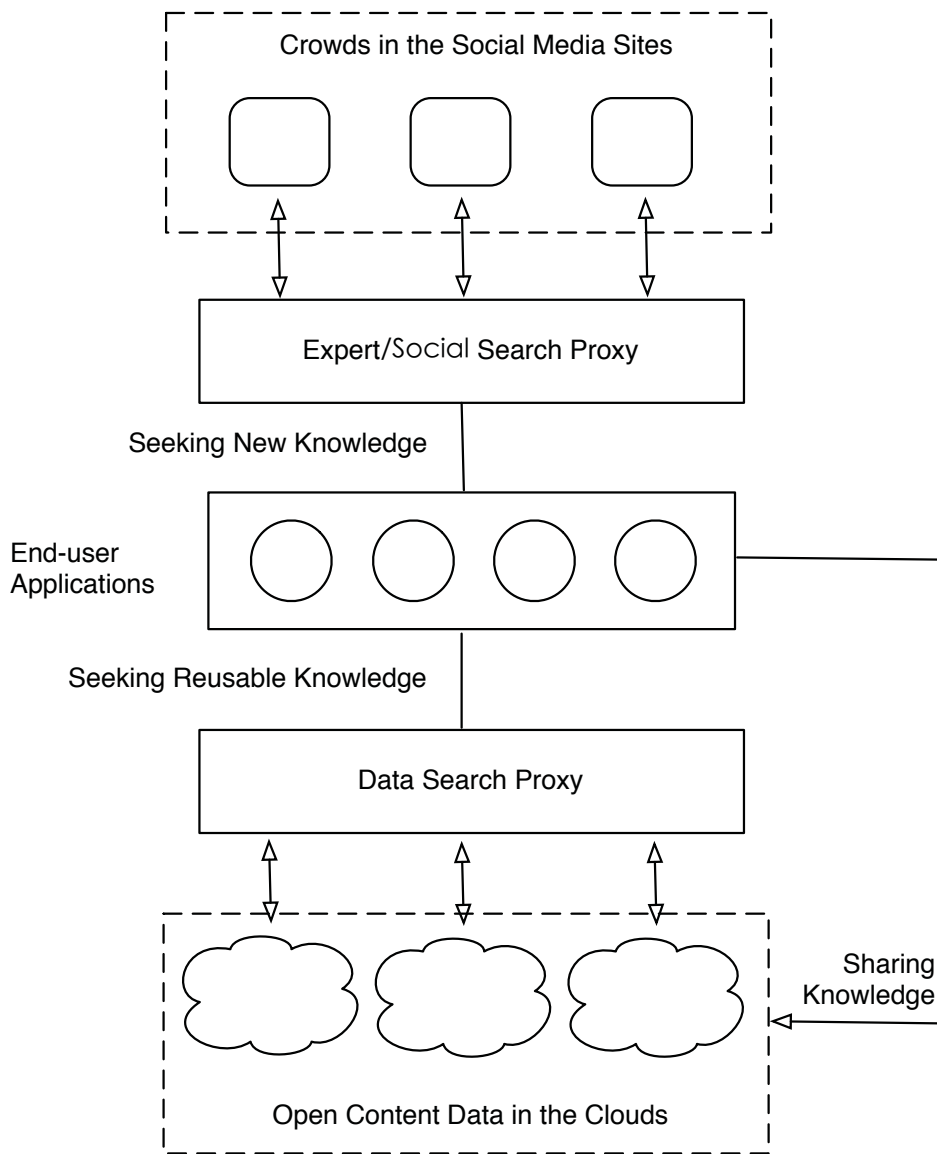 Crowds in the Social Media Sites
Expert/Social Search Proxy
Seeking New Knowledge
End-user
Applications
Seeking Reusable Knowledge
Data Search Proxy
Sharing
Knowledge
Open Content Data in the Clouds